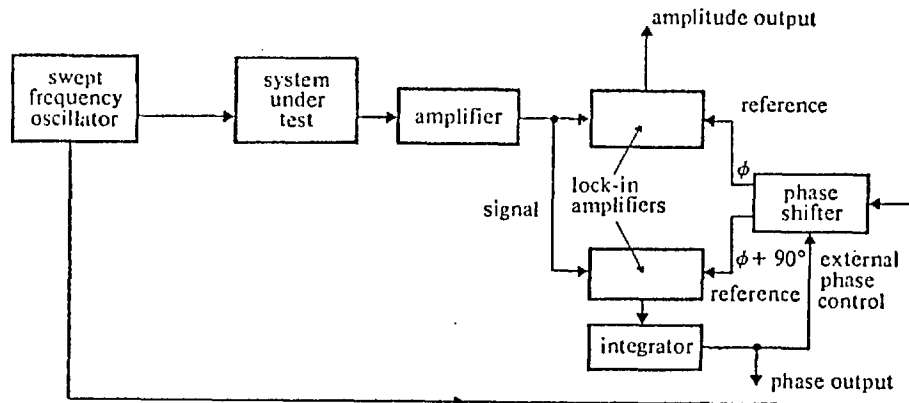 amplitude output
swept
frequency
oscillator
system
under
test
amplifier
reference
ϕ
lock-in
amplifiers
signal
phase
shifter
ϕ + 90°
external
phase
control
reference
integrator
phase output